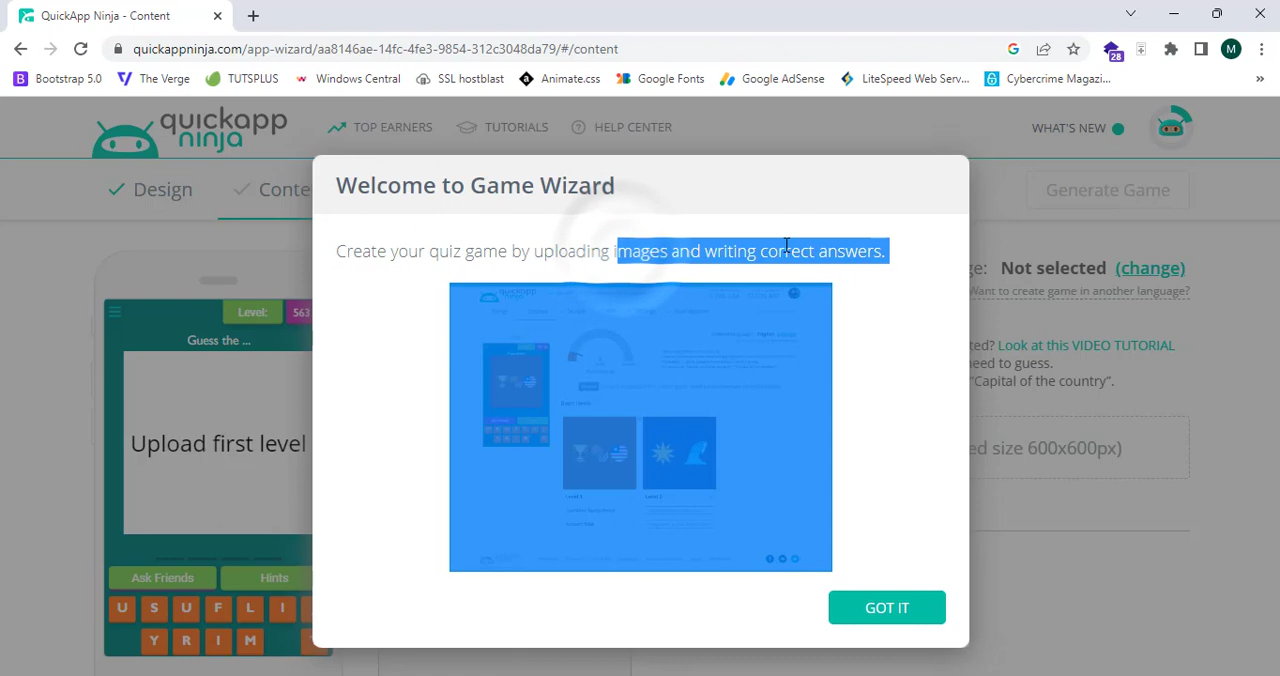 QuickApp Ninja - Content
quickappninja.com/app-wizard/aa8146ae-14fc-4fe3-9854-312c3048da79/#/content
28
M
Bootstrap 5.0
The Verge
TUTSPLUS
Windows Central
SSL hostblast
Animate.css
Google Fonts
Google AdSense
LiteSpeed Web Serv...
Cybercrime Magazi...
»
quickapp
ninja
TOP EARNERS
TUTORIALS
HELP CENTER
WHAT'S NEW
Design
Conte
Generate Game
Welcome to Game Wizard
Create your quiz game by uploading images and writing correct answers.
ge: Not selected (change)
Want to create game in another language?
Level: 563
Guess the ...
Upload first level
ted? Look at this VIDEO TUTORIAL
need to guess.
"Capital of the country".
ed size 600x600px)
Ask Friends
Hints
U S U F L I
Y R I M
GOT IT